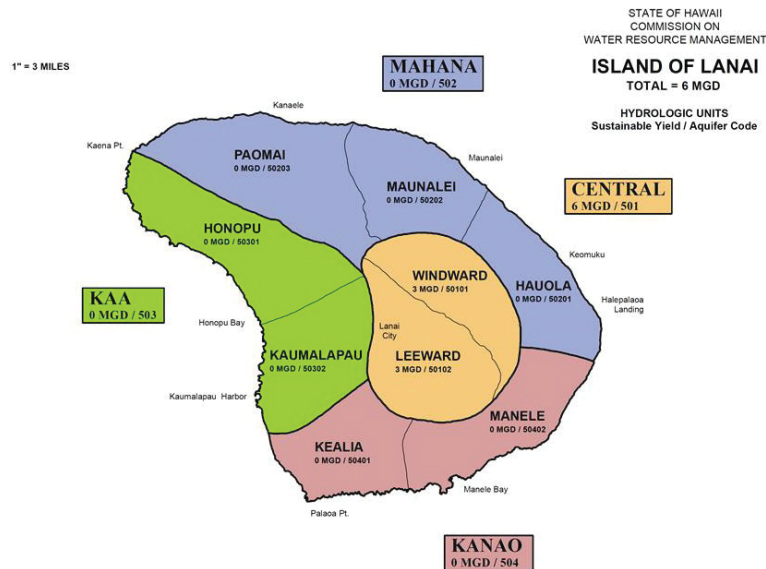 STATE OF HAWAII
COMMISSION ON
WATER RESOURCE MANAGEMENT
ISLAND OF LANAI
TOTAL = 6 MGD
HYDROLOGIC UNITS
Sustainable Yield / Aquifer Code
1" = 3 MILES
MAHANA
0 MGD / 502
Kanaele
Kaena Pt.
PAOMAI
0 MGD / 50203
Maunalei
MAUNALEI
0 MGD / 50202
CENTRAL
6 MGD / 501
HONOPU
0 MGD / 50301
Keomuku
WINDWARD
3 MGD / 50101
HAUOLA
0 MGD / 50201
Halepalaoa
Landing
KAA
0 MGD / 503
Honopu Bay
Lanai
City
KAUMALAPAU
0 MGD / 50302
LEEWARD
3 MGD / 50102
Kaumalapau Harbor
MANELE
0 MGD / 50402
KEALIA
0 MGD / 50401
Manele Bay
Palaoa Pt.
KANAO
0 MGD / 504